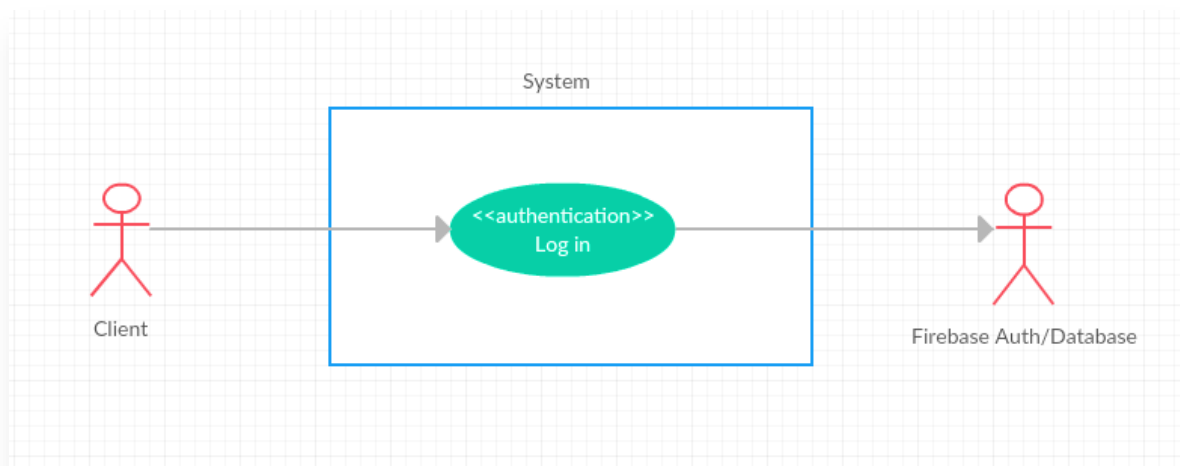 System
<<authentication>>
Log in
Client
Firebase Auth/Database